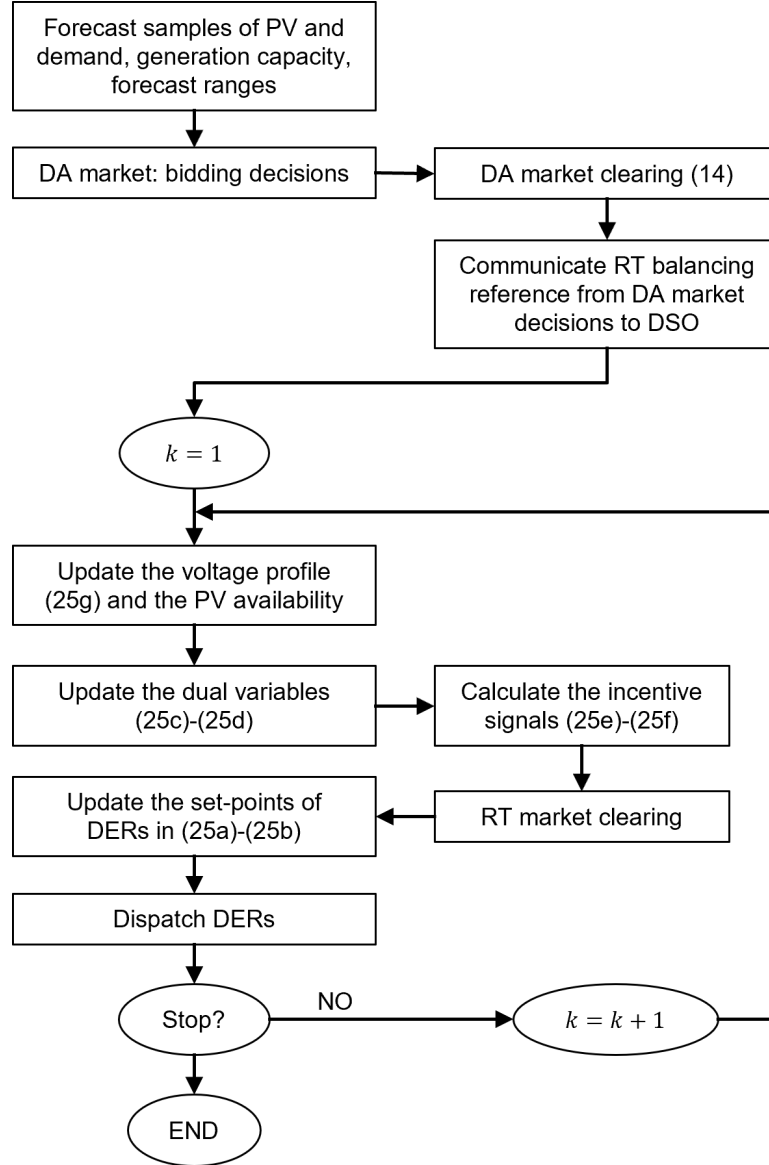 Forecast samples of PV and
demand, generation capacity,
forecast ranges
DA market: bidding decisions
DA market clearing (14)
Communicate RT balancing
reference from DA market
decisions to DSO
k = 1
Update the voltage profile
(25g) and the PV availability
Update the dual variables
(25c)-(25d)
Calculate the incentive
signals (25e)-(25f)
RT market clearing
Update the set-points of
DERs in (25a)-(25b)
Dispatch DERs
Stop?
NO
k = k + 1
END